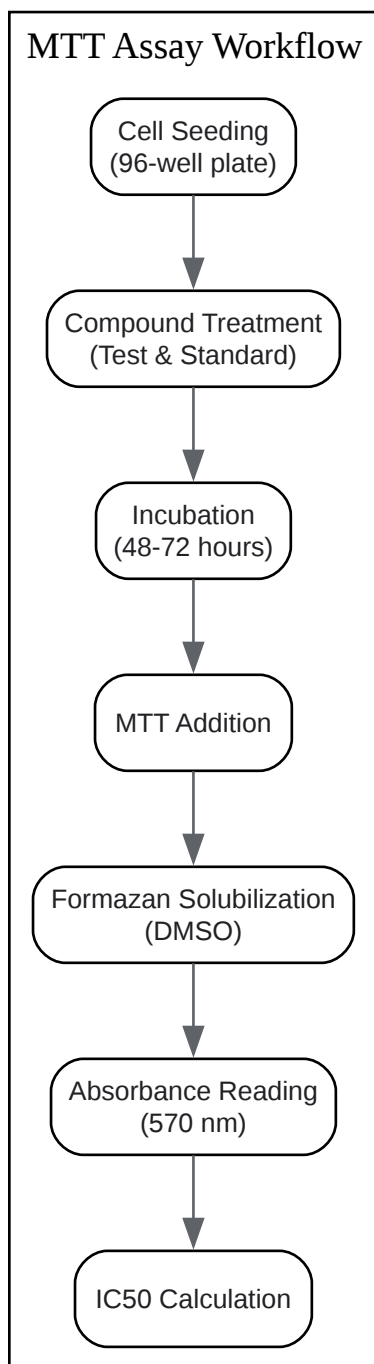 MTT Assay Workflow
Cell Seeding
(96-well plate)
Compound Treatment
(Test & Standard)
Incubation
(48-72 hours)
MTT Addition
Formazan Solubilization
(DMSO)
Absorbance Reading
(570 nm)
IC50 Calculation